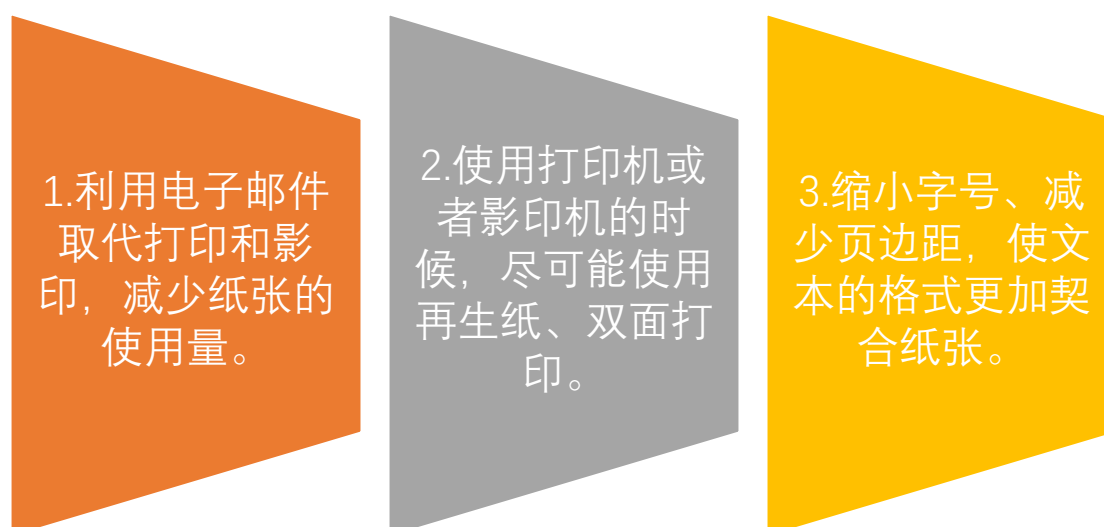 1.利用电子邮件
取代打印和影
印，减少纸张的
使用量。
2.使用打印机或
者影印机的时
候，尽可能使用
再生纸、双面打
印。
3.缩小字号、减
少页边距，使文
本的格式更加契
合纸张。